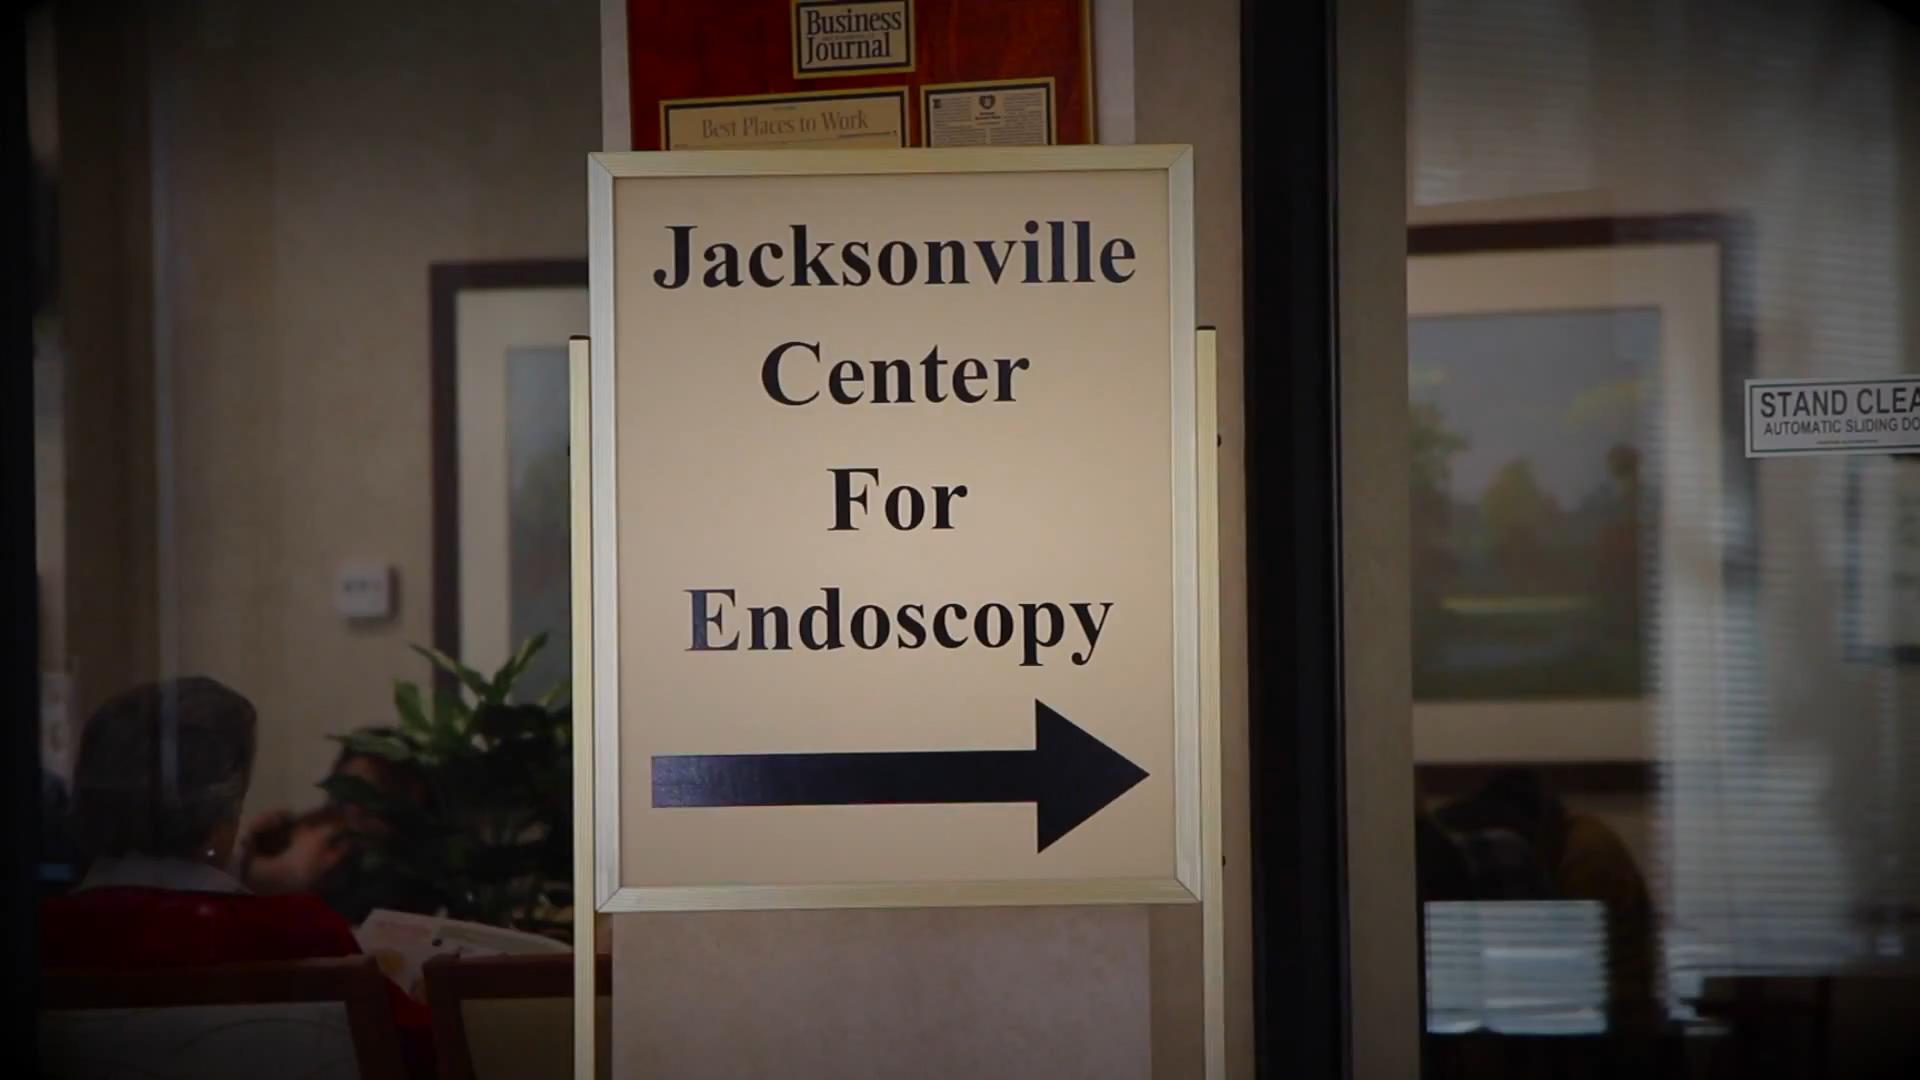 Business
Journal
Best Places to Work
Jacksonville
Center
For
Endoscopy
STAND CLEA
AUTOMATIC SLIDING DO